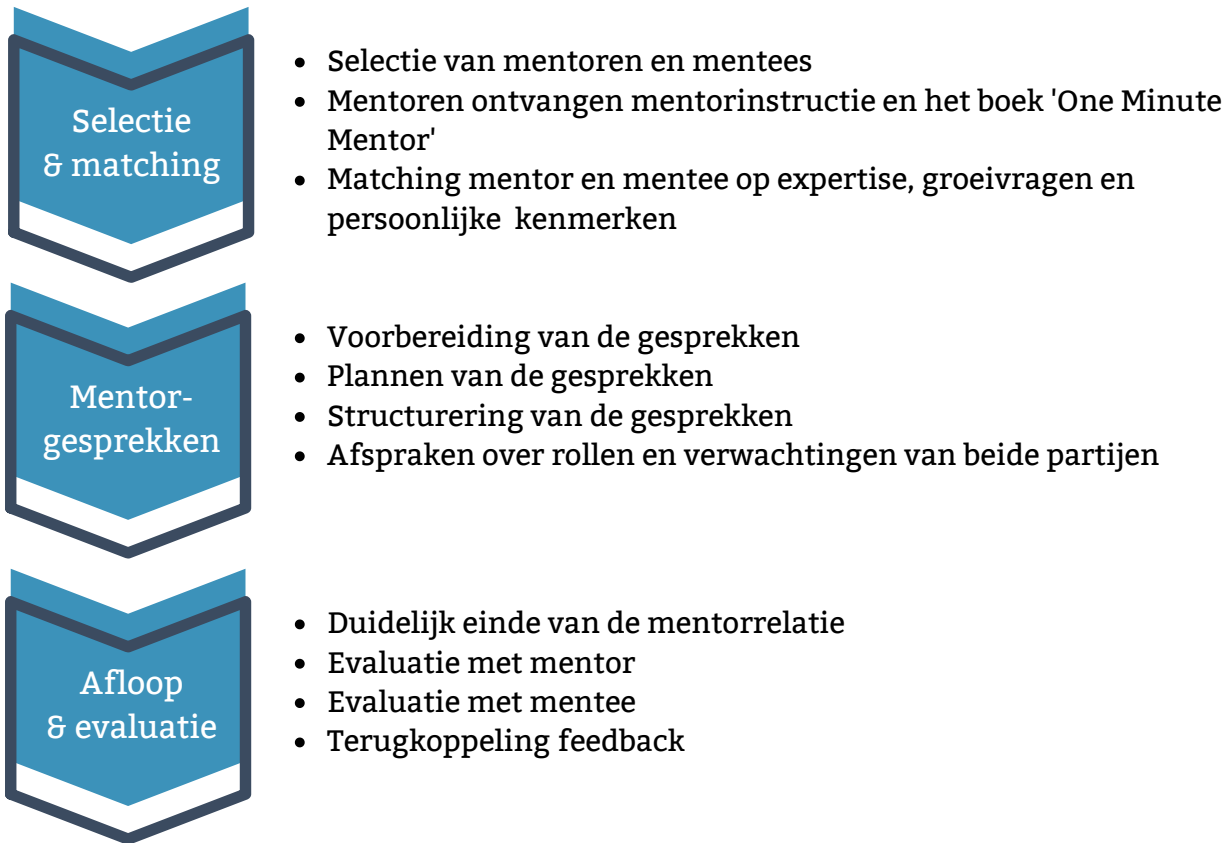 Selectie
& matching
• Selectie van mentoren en mentees
• Mentoren ontvangen mentorinstructie en het boek 'One Minute
Mentor'
• Matching mentor en mentee op expertise, groeivragen en
persoonlijke kenmerken
Mentor-
gesprekken
• Voorbereiding van de gesprekken
• Plannen van de gesprekken
• Structurering van de gesprekken
• Afspraken over rollen en verwachtingen van beide partijen
Afloop
& evaluatie
• Duidelijk einde van de mentorrelatie
• Evaluatie met mentor
• Evaluatie met mentee
• Terugkoppeling feedback